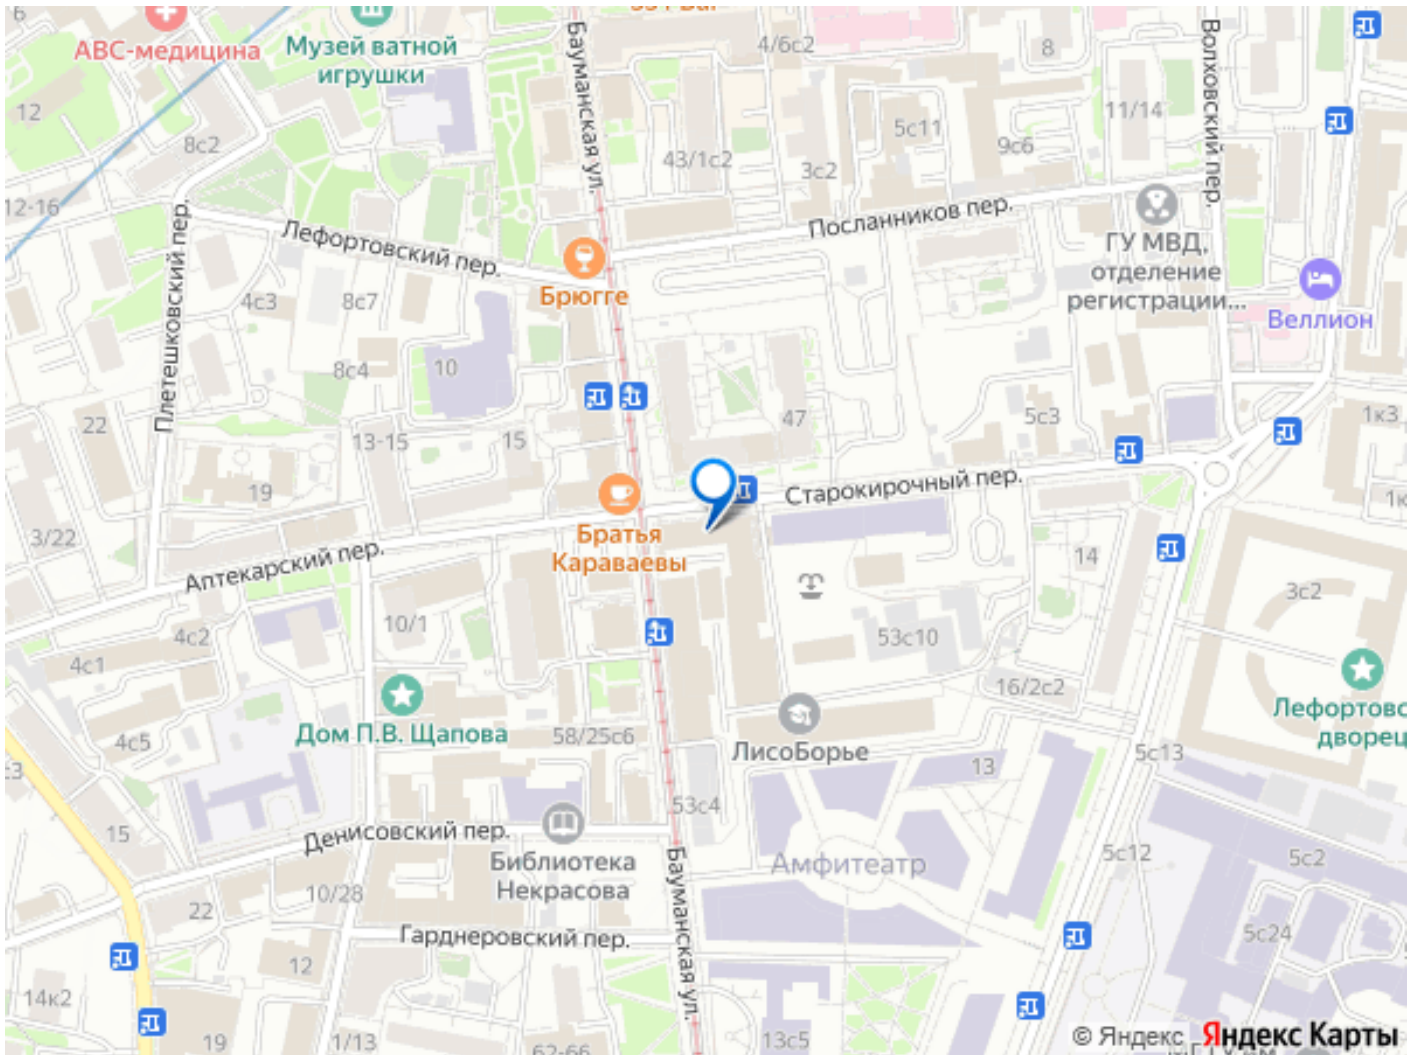 6
АВС-медицина
Музей ватной
игрушки
Бауманская ул.
4/6с2
8
Волховский пер.
12
8с2
43/1с2
3с2
5с11
9с6
11/14
12-16
Плетешковский пер.
Лефортовский пер.
Посланников пер.
ГУ МВД,
отделение
регистрации...
Брюгге
4с3
8с7
Веллион
8с4
10
22
13-15
15
47
5с3
1к3
19
Старокирочный пер.
Братья
Караваевы
3/22
Аптекарский пер.
14
3с2
4с2
10/1
53с10
4с1
16/2с2
Дом П.В. Щапова
4с5
58/25с6
ЛисоБорье
13
5с13
Лефортовс
дворец
53с4
15
Денисовский пер.
Библиотека
Некрасова
Амфитеатр
5с12
5с2
10/28
22
Бауманская ул.
Гарднеровский пер.
5с24
12
14к2
19
1/13
62-66
13с5
© Яндекс Яндекс Карты